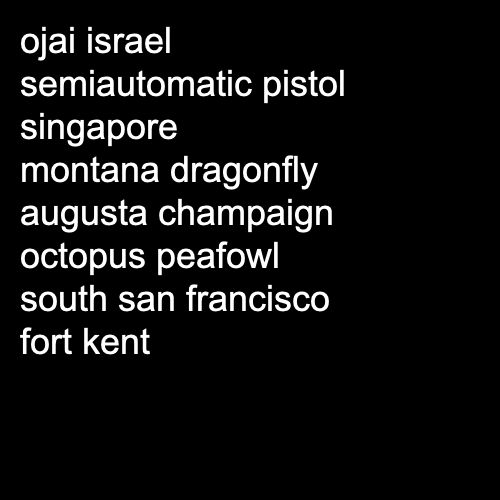 ojai israel
semiautomatic pistol
singapore
montana dragonfly
augusta champaign
octopus peafowl
south san francisco
fort kent